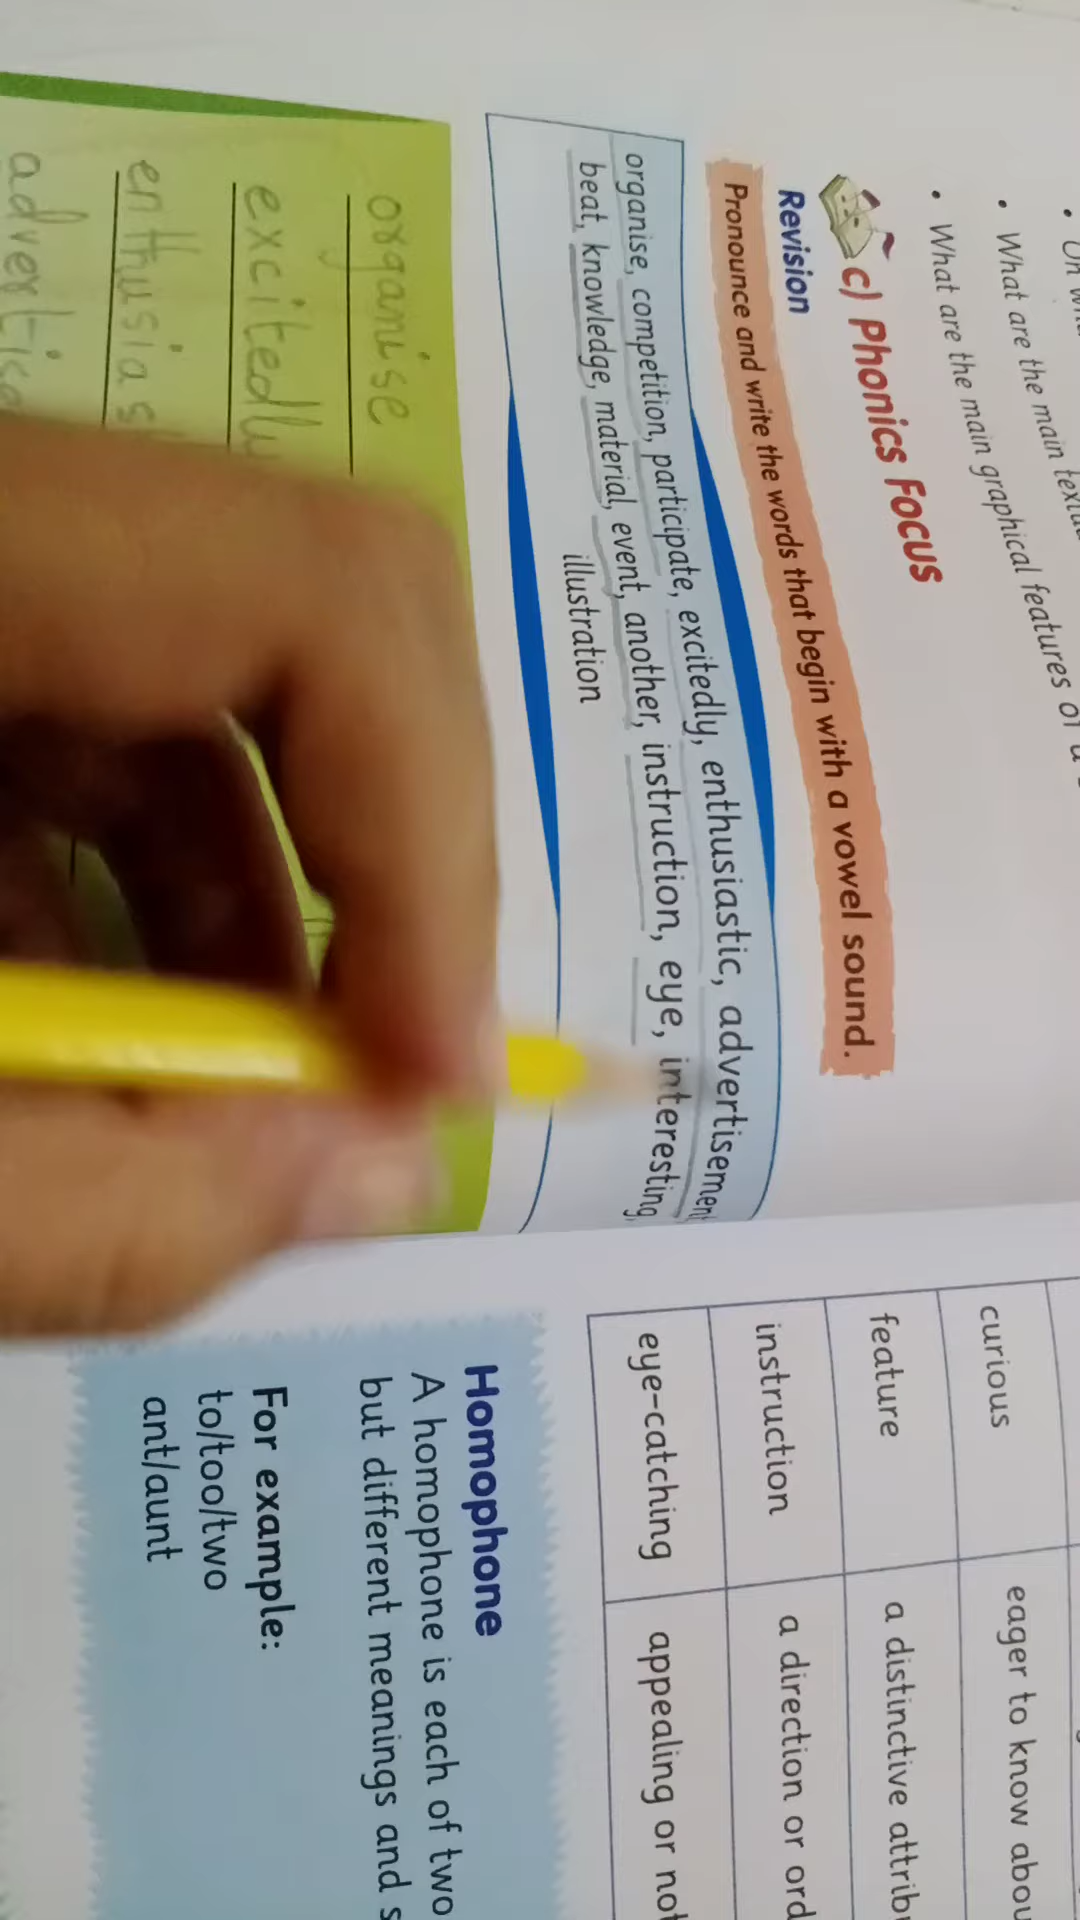 What are the main
What are the main graphical features of a
c) Phonics Focus
Revision
Pronounce and write the words that begin with a vowel sound.
organise, competition, participate, excitedly, enthusiastic, advertisement
beat, knowledge, material, event, another, instruction, eye, interesting,
illustration
organise
excitedly
enthusias
advertise
curious
eager to know abou
feature
a distinctive attrib
instruction
a direction or ord
eye-catching
appealing or not
Homophone
A homophone is each of two
but different meanings and s
For example:
to/too/two
ant/aunt